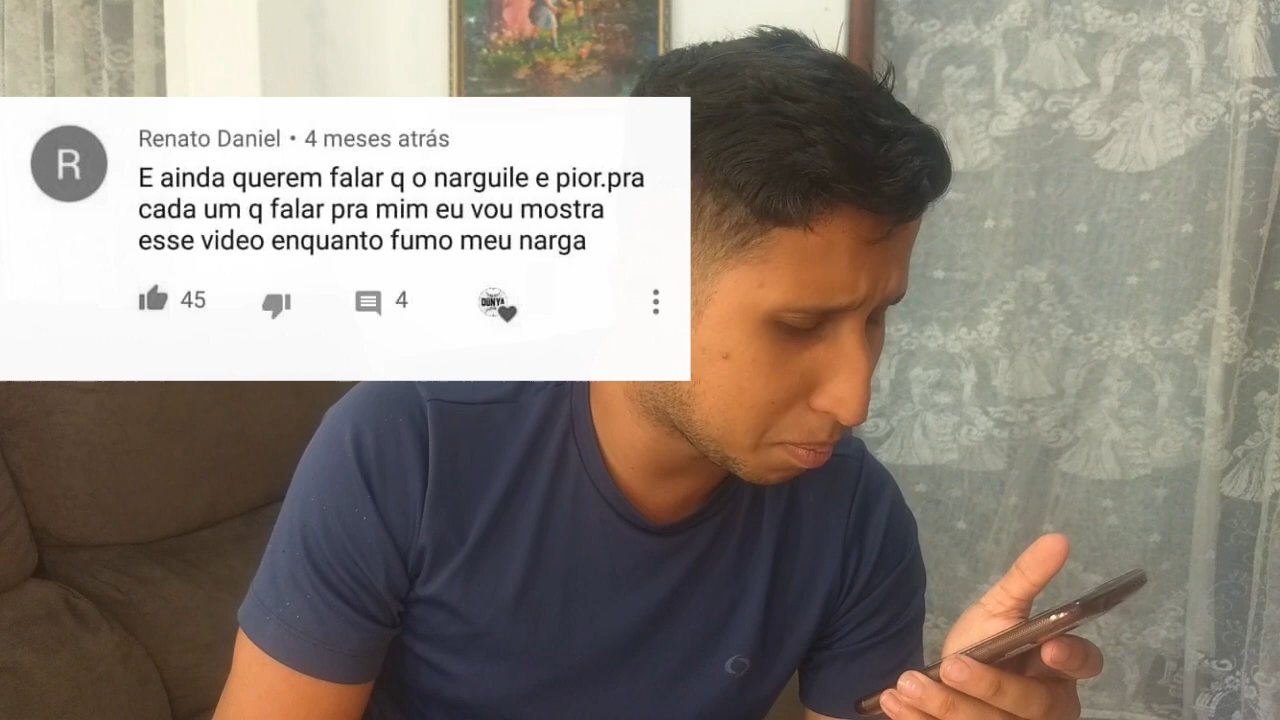 R
Renato Daniel • 4 meses atrás
E ainda querem falar q o narguile e pior.pra
cada um q falar pra mim eu vou mostra
esse video enquanto fumo meu narga
45
4
DUNYA